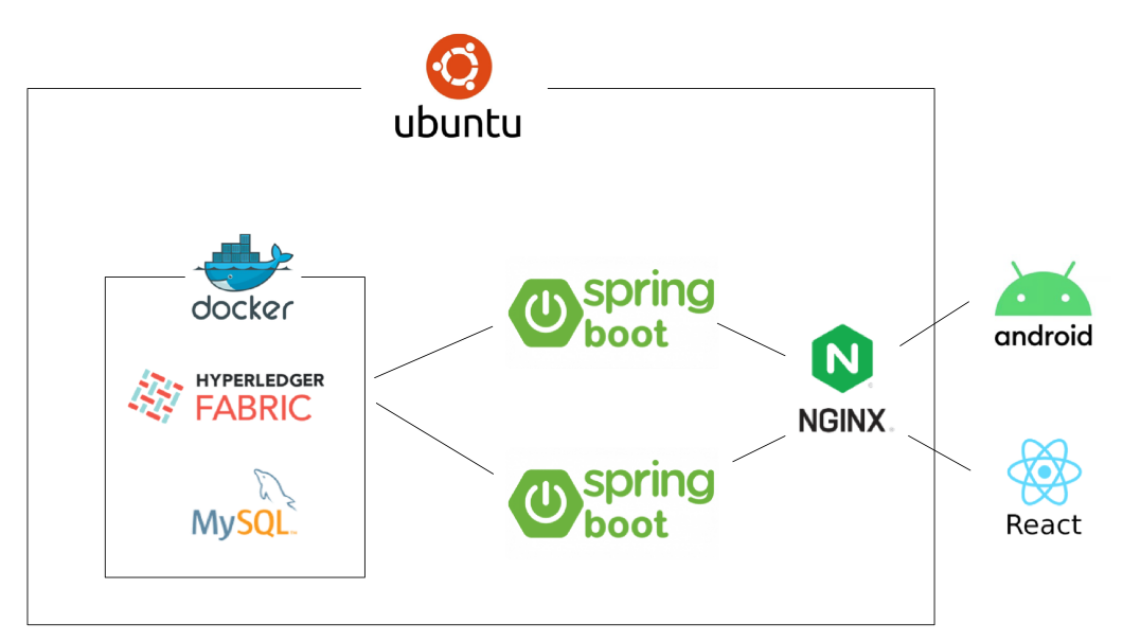 ubuntu
docker
HYPERLEDGER
FABRIC
MySQL
spring
boot
spring
boot
N
NGINX
android
React